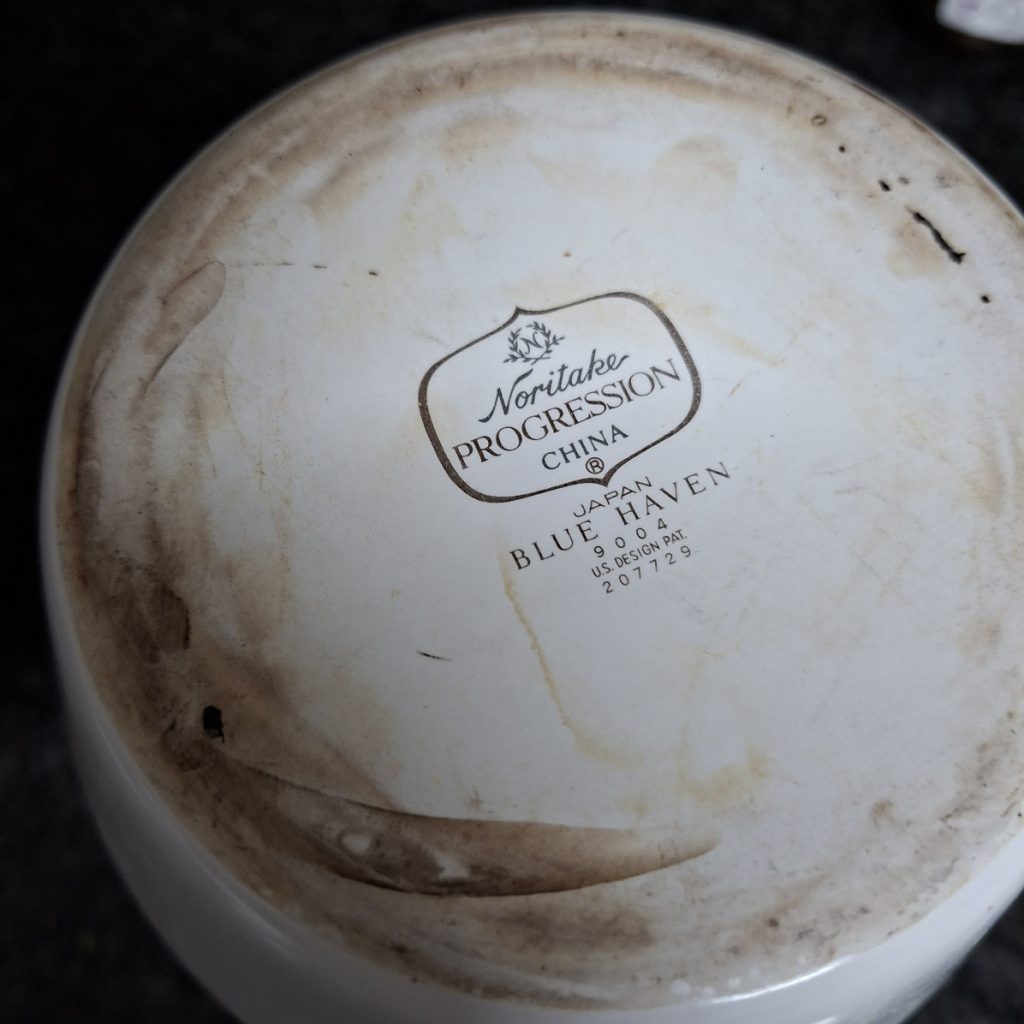 N
Noritake
PROGRESSION
CHINA
®
JAPAN
BLUE HAVEN
9004
U.S. DESIGN PAT.
207729